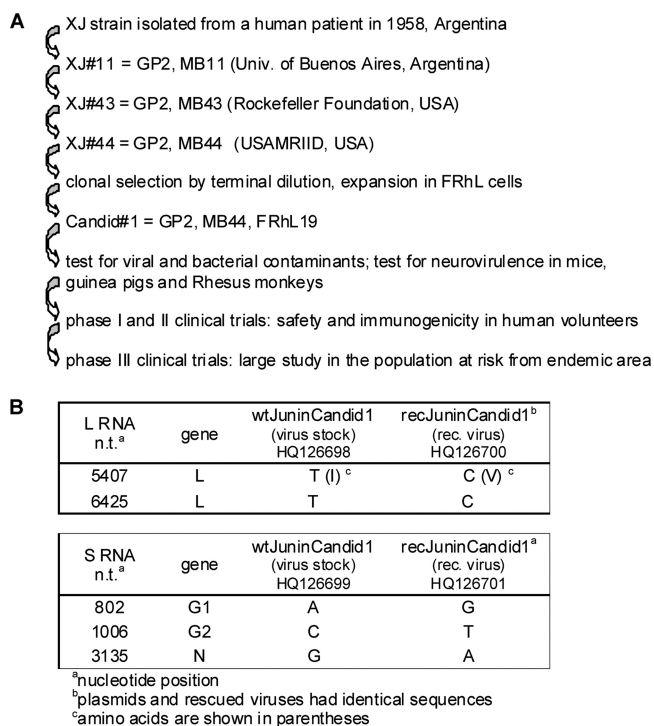 A
XJ strain isolated from a human patient in 1958, Argentina
XJ#11 = GP2, MB11 (Univ. of Buenos Aires, Argentina)
XJ#43 = GP2, MB43 (Rockefeller Foundation, USA)
XJ#44 = GP2, MB44 (USAMRIID, USA)
clonal selection by terminal dilution, expansion in FRhL cells
Candid#1 = GP2, MB44, FRhL19
test for viral and bacterial contaminants; test for neurovirulence in mice,
guinea pigs and Rhesus monkeys
phase I and II clinical trials: safety and immunogenicity in human volunteers
phase III clinical trials: large study in the population at risk from endemic area
B
L RNA n.t.ᵃ gene wtJuninCandid1 (virus stock) HQ126698 recJuninCandid1ᵇ (rec. virus) HQ126700
5407 L T (I) ᶜ C (V) ᶜ
6425 L T C
S RNA n.t.ᵃ gene wtJuninCandid1 (virus stock) HQ126699 recJuninCandid1ᵃ (rec. virus) HQ126701
802 G1 A G
1006 G2 C T
3135 N G A
ᵃnucleotide position
ᵇplasmids and rescued viruses had identical sequences
ᶜamino acids are shown in parentheses